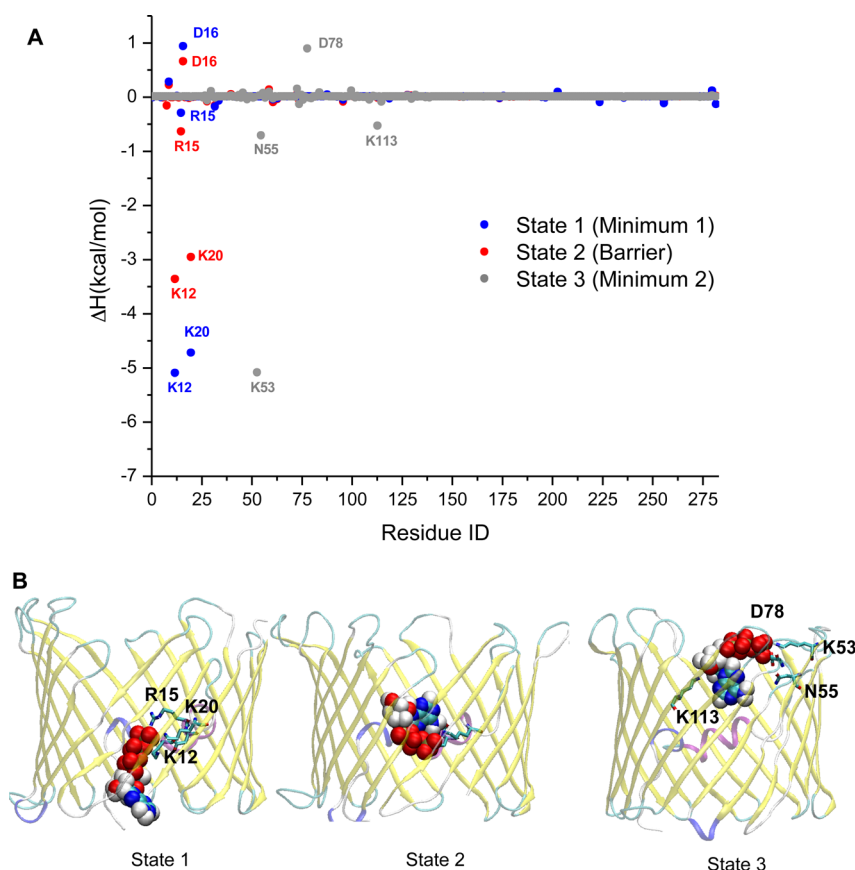 A
D16
D16
D78
R15
R15
N55
K113
K20
K12
K20
K12
K53
State 1 (Minimum 1)
State 2 (Barrier)
State 3 (Minimum 2)
1
0
-1
-2
-3
-4
-5
-6
-7
ΔH(kcal/mol)
0 25 50 75 100 125 150 175 200 225 250 275
Residue ID
B
R15
K20
K12
D78
K53
N55
K113
State 1
State 2
State 3